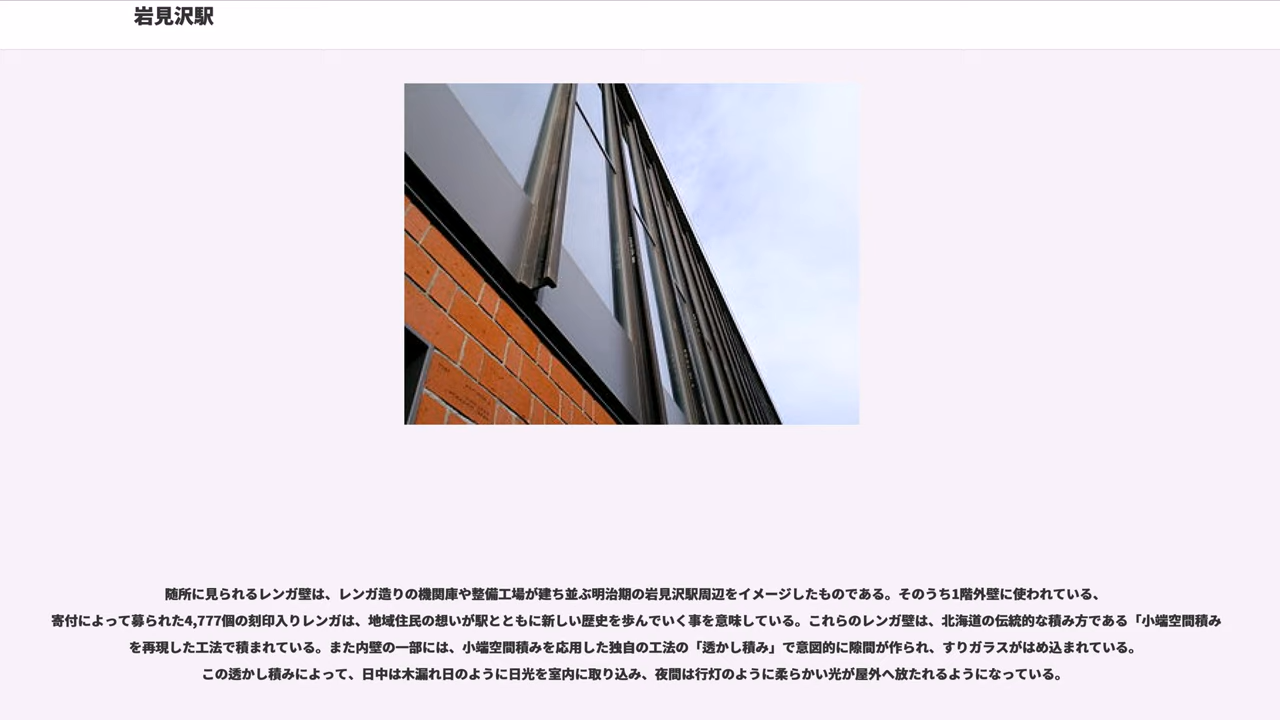 岩見沢駅
随所に見られるレンガ壁は、レンガ造りの機関庫や整備工場が建ち並ぶ明治期の岩見沢駅周辺をイメージしたものである。そのうち1階外壁に使われている、
寄付によって募られた4,777個の刻印入りレンガは、地域住民の想いが駅とともに新しい歴史を歩んでいく事を意味している。これらのレンガ壁は、北海道の伝統的な積み方である「小端空間積み
を再現した工法で積まれている。また内壁の一部には、小端空間積みを応用した独自の工法の「透かし積み」で意図的に隙間が作られ、すりガラスがはめ込まれている。
この透かし積みによって、日中は木漏れ日のように日光を室内に取り込み、夜間は行灯のように柔らかい光が屋外へ放たれるようになっている。